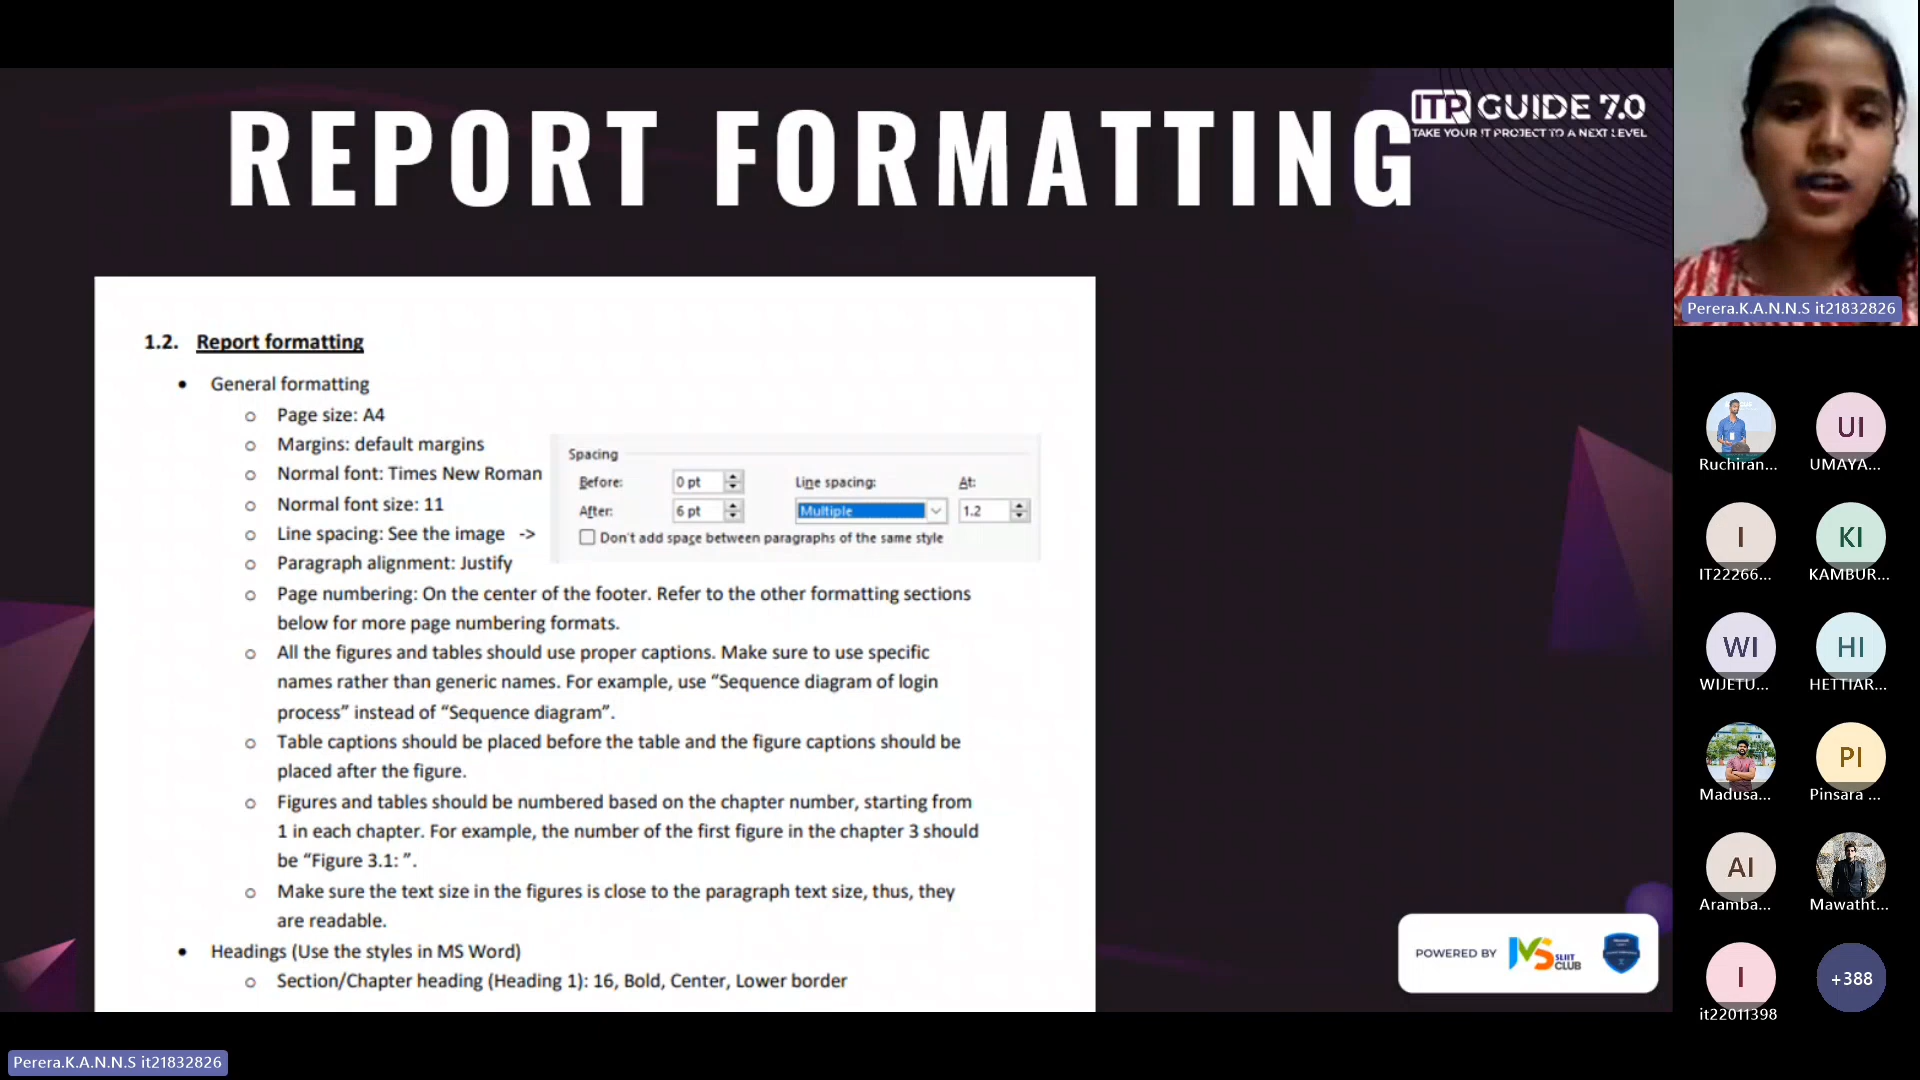 REPORT FORMATTING
ITP GUIDE 7.0
TAKE YOUR IT PROJECT TO A NEXT LEVEL
1.2. Report formatting
• General formatting
o Page size: A4
o Margins: default margins
o Normal font: Times New Roman
o Normal font size: 11
o Line spacing: See the image ->
o Paragraph alignment: Justify
Spacing
Before: 0 pt Line spacing: At:
After: 6 pt Multiple 1.2
Don't add space between paragraphs of the same style
o Page numbering: On the center of the footer. Refer to the other formatting sections
below for more page numbering formats.
o All the figures and tables should use proper captions. Make sure to use specific
names rather than generic names. For example, use “Sequence diagram of login
process” instead of “Sequence diagram”.
o Table captions should be placed before the table and the figure captions should be
placed after the figure.
o Figures and tables should be numbered based on the chapter number, starting from
1 in each chapter. For example, the number of the first figure in the chapter 3 should
be “Figure 3.1: ”.
o Make sure the text size in the figures is close to the paragraph text size, thus, they
are readable.
• Headings (Use the styles in MS Word)
o Section/Chapter heading (Heading 1): 16, Bold, Center, Lower border
POWERED BY MS SLIIT CLUB
Perera.K.A.N.N.S it21832826
Ruchiran... UI UMAYA...
I IT22266... KI KAMBUR...
WI WIJETU... HI HETTIAR...
Madusa... PI Pinsara ...
AI Aramba... Mawatht...
I it22011398 +388
Perera.K.A.N.N.S it21832826